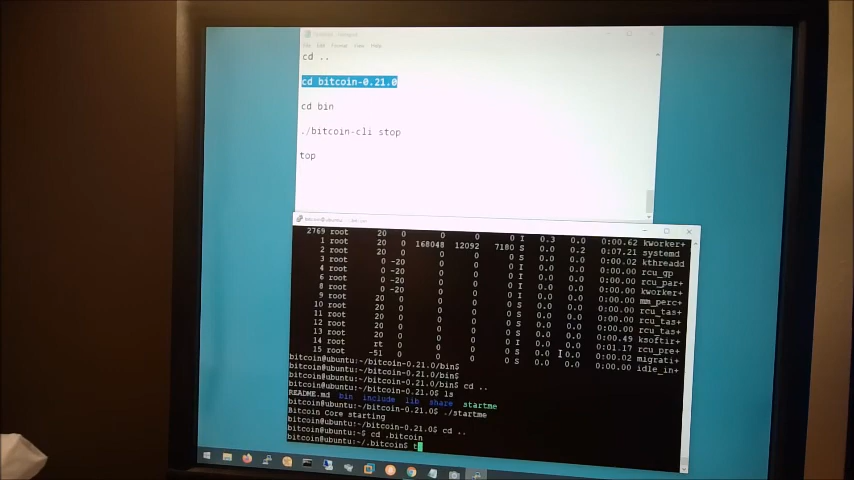 File Edit Format View Help
cd ..
cd bitcoin-0.21.0
cd bin
./bitcoin-cli stop
top
2769 root 20 0 0 0 0 I 0.3 0.0 0:00.62 kworker+
1 root 20 0 168048 12092 7180 S 0.0 0.2 0:07.21 systemd
2 root 20 0 0 0 0 S 0.0 0.0 0:00.02 kthreadd
3 root 0 -20 0 0 0 I 0.0 0.0 0:00.00 rcu_gp
4 root 0 -20 0 0 0 I 0.0 0.0 0:00.00 rcu_par+
6 root 0 -20 0 0 0 I 0.0 0.0 0:00.00 kworker+
8 root 0 -20 0 0 0 I 0.0 0.0 0:00.00 mm_perc+
9 root 20 0 0 0 0 S 0.0 0.0 0:00.00 rcu_tas+
10 root 20 0 0 0 0 S 0.0 0.0 0:00.00 rcu_tas+
11 root 20 0 0 0 0 S 0.0 0.0 0:00.00 rcu_tas+
12 root 20 0 0 0 0 S 0.0 0.0 0:00.49 ksoftir+
13 root 20 0 0 0 0 I 0.0 0.0 0:01.17 rcu_pre+
14 root rt 0 0 0 0 S 0.0 0.0 0:00.02 migrati+
15 root -51 0 0 0 0 S 0.0 0.0 0:00.00 idle_in+
bitcoin@ubuntu:~/bitcoin-0.21.0/bin$
bitcoin@ubuntu:~/bitcoin-0.21.0/bin$
bitcoin@ubuntu:~/bitcoin-0.21.0/bin$ cd ..
bitcoin@ubuntu:~/bitcoin-0.21.0$ ls
README.md bin include lib share startme
bitcoin@ubuntu:~/bitcoin-0.21.0$ ./startme
Bitcoin Core starting
bitcoin@ubuntu:~/bitcoin-0.21.0$ cd ..
bitcoin@ubuntu:~$ cd .bitcoin
bitcoin@ubuntu:~/.bitcoin$ t